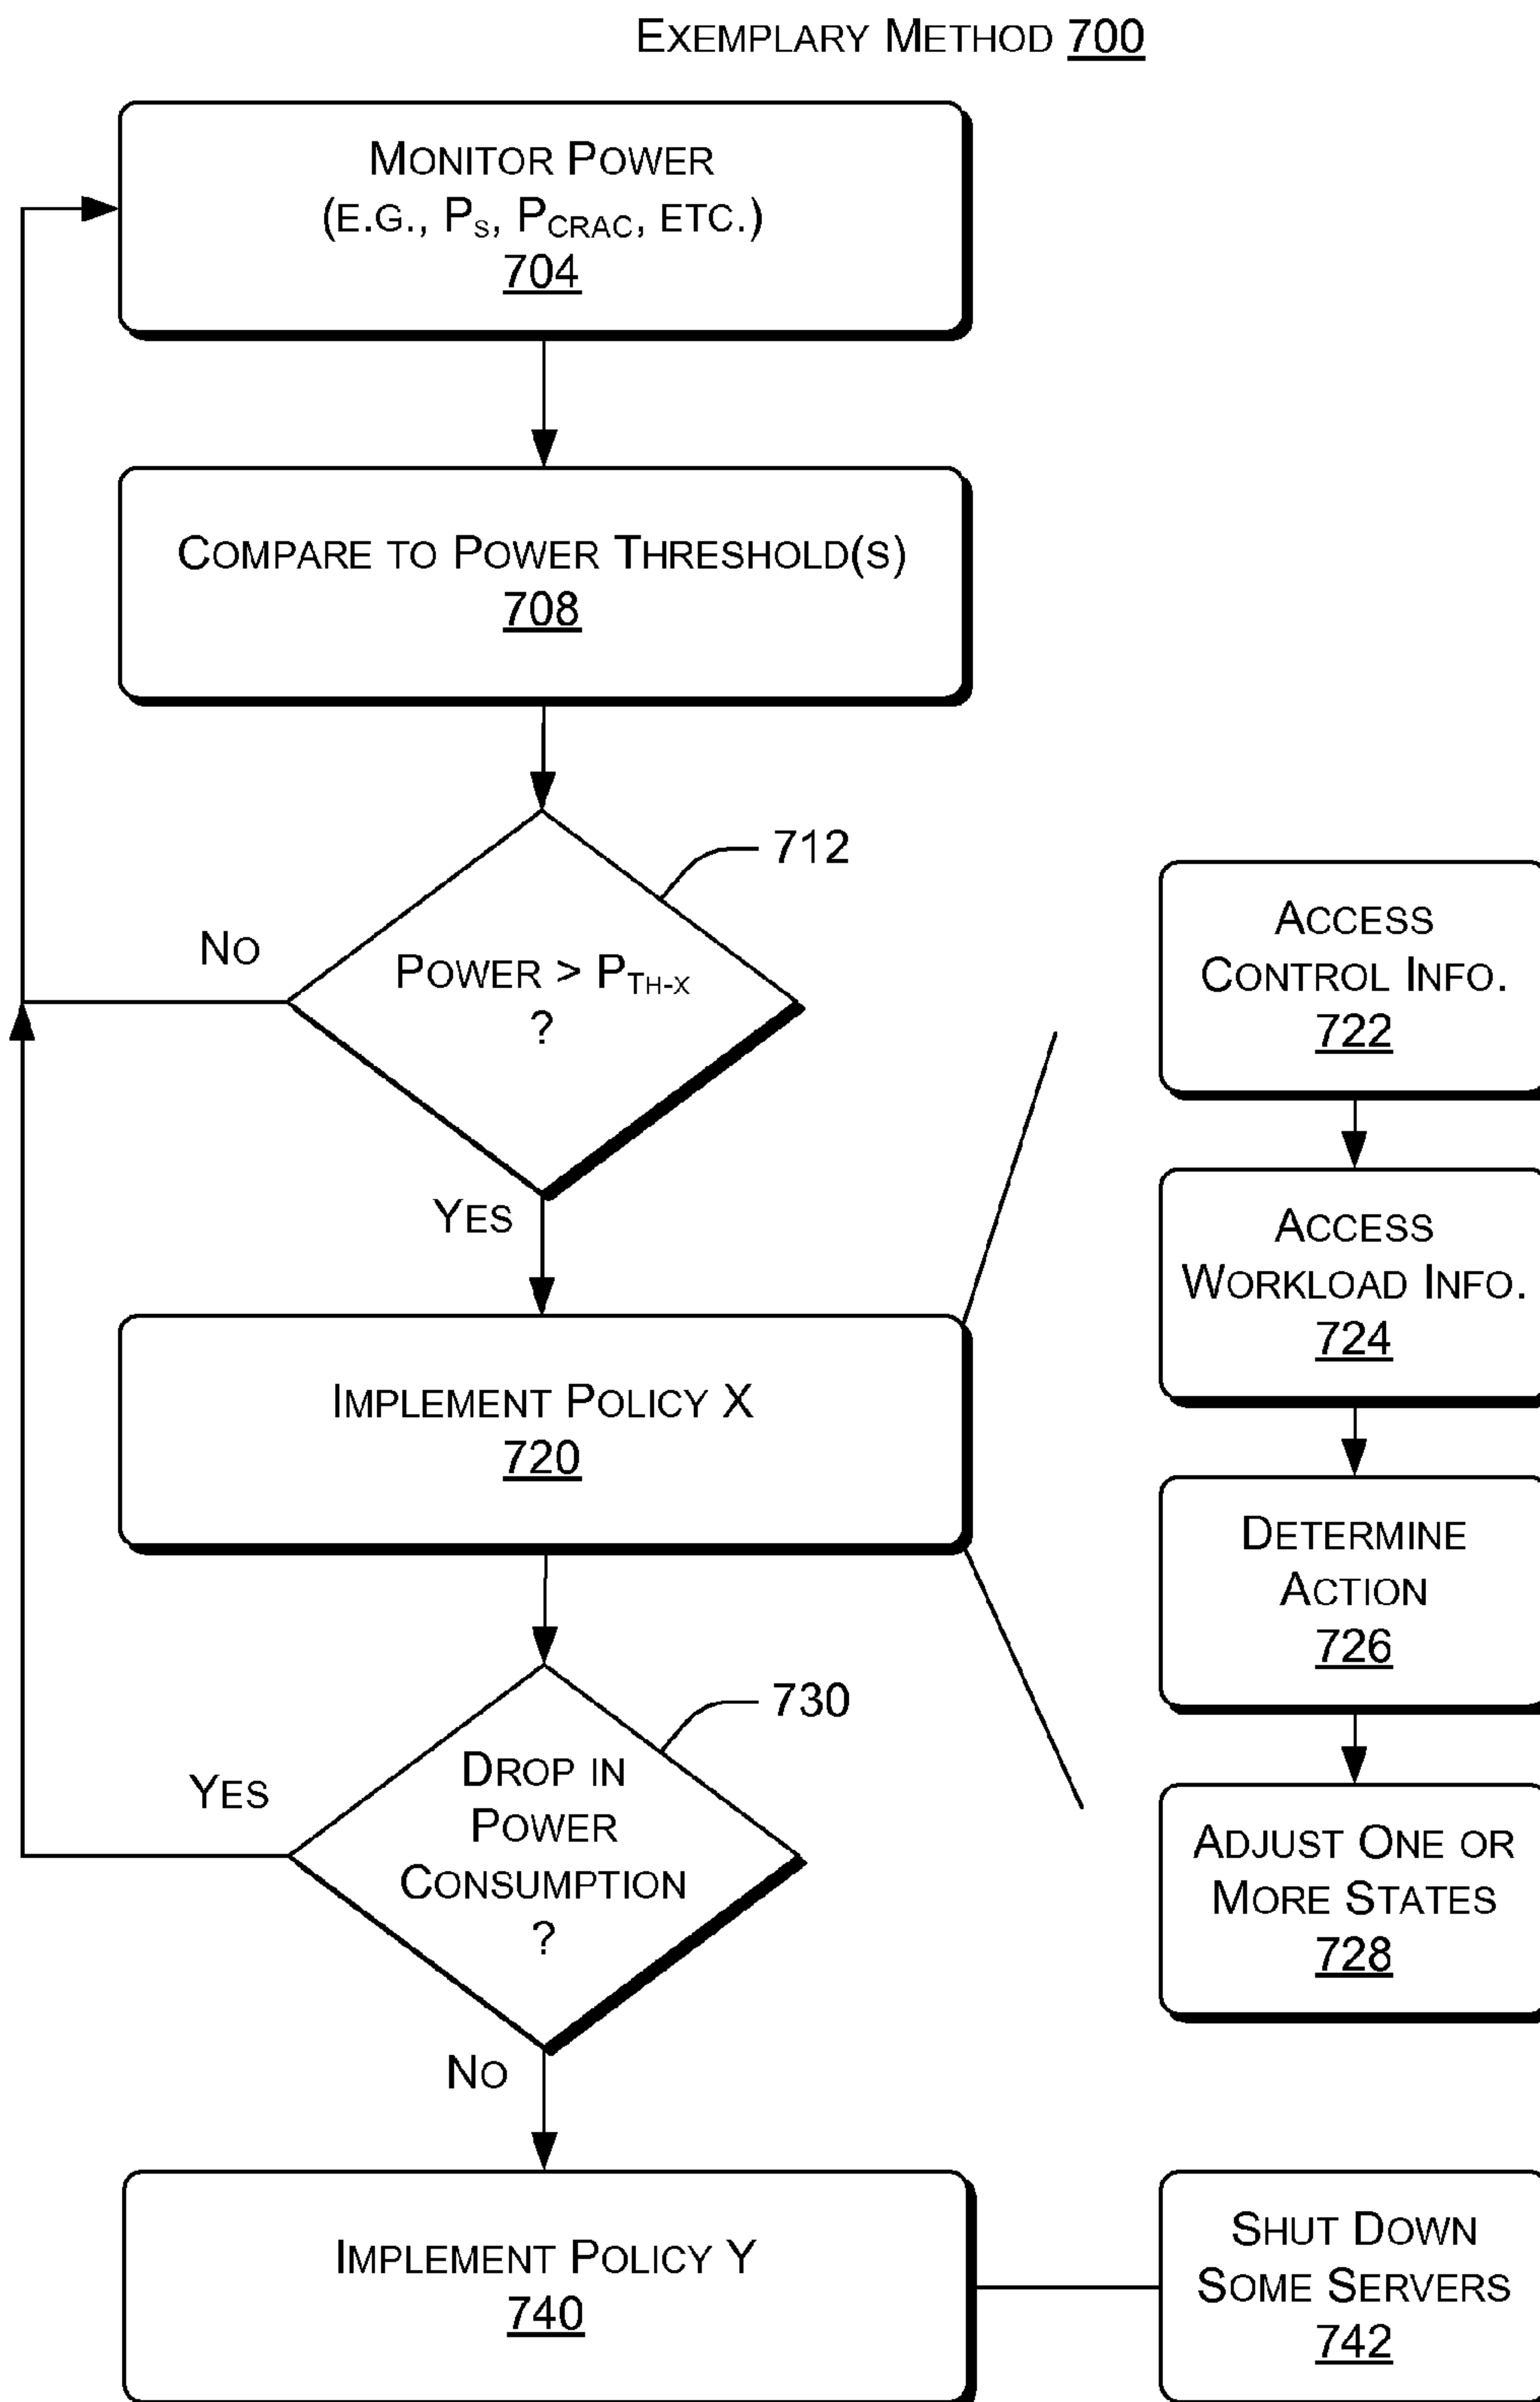 EXEMPLARY METHOD 700
MONITOR POWER
(E.G., PS, PCRAC, ETC.)
704
COMPARE TO POWER THRESHOLD(S)
708
712
NO
POWER > PTH-X
?
YES
IMPLEMENT POLICY X
720
ACCESS
CONTROL INFO.
722
ACCESS
WORKLOAD INFO.
724
DETERMINE
ACTION
726
ADJUST ONE OR
MORE STATES
728
730
YES
DROP IN
POWER
CONSUMPTION
?
NO
IMPLEMENT POLICY Y
740
SHUT DOWN
SOME SERVERS
742